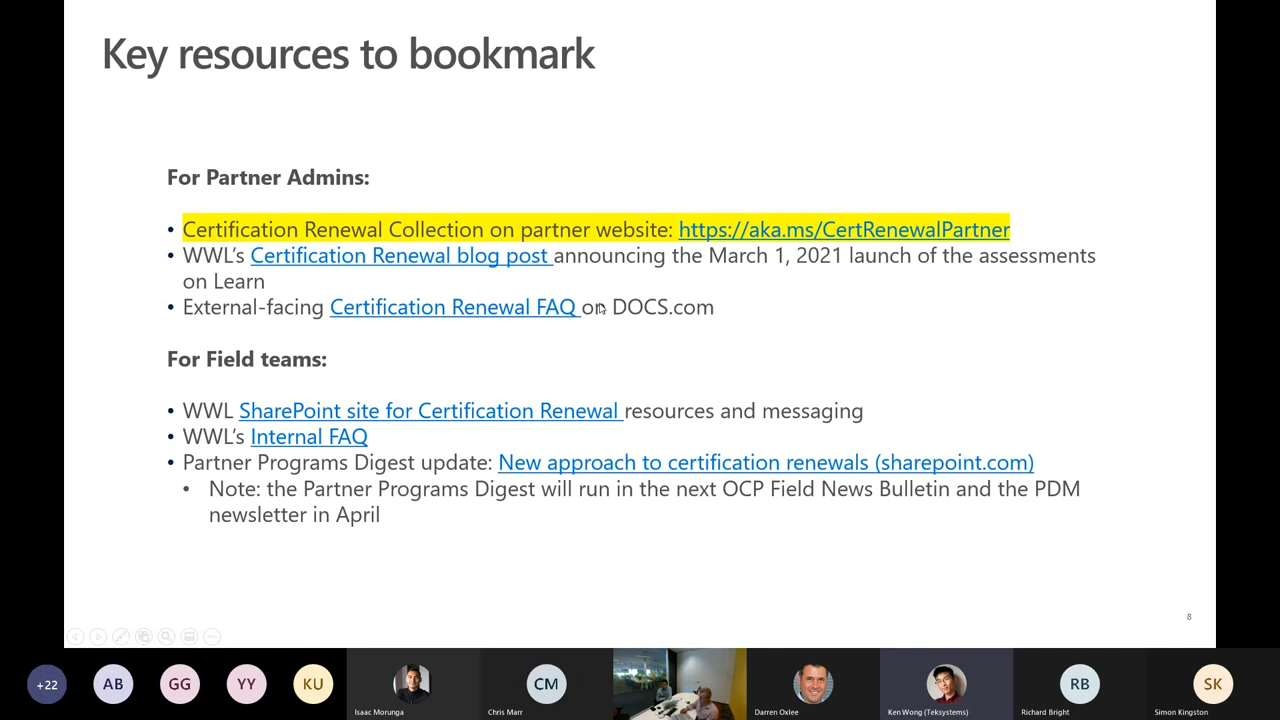 Key resources to bookmark
For Partner Admins:
• Certification Renewal Collection on partner website: https://aka.ms/CertRenewalPartner
• WWL's Certification Renewal blog post announcing the March 1, 2021 launch of the assessments
on Learn
• External-facing Certification Renewal FAQ on DOCS.com
For Field teams:
• WWL SharePoint site for Certification Renewal resources and messaging
• WWL's Internal FAQ
• Partner Programs Digest update: New approach to certification renewals (sharepoint.com)
• Note: the Partner Programs Digest will run in the next OCP Field News Bulletin and the PDM
newsletter in April
8
+22 AB GG YY KU CM RB SK
Isaac Morunga Chris Marr Darren Oxlee Ken Wong (Teksystems) Richard Bright Simon Kingston